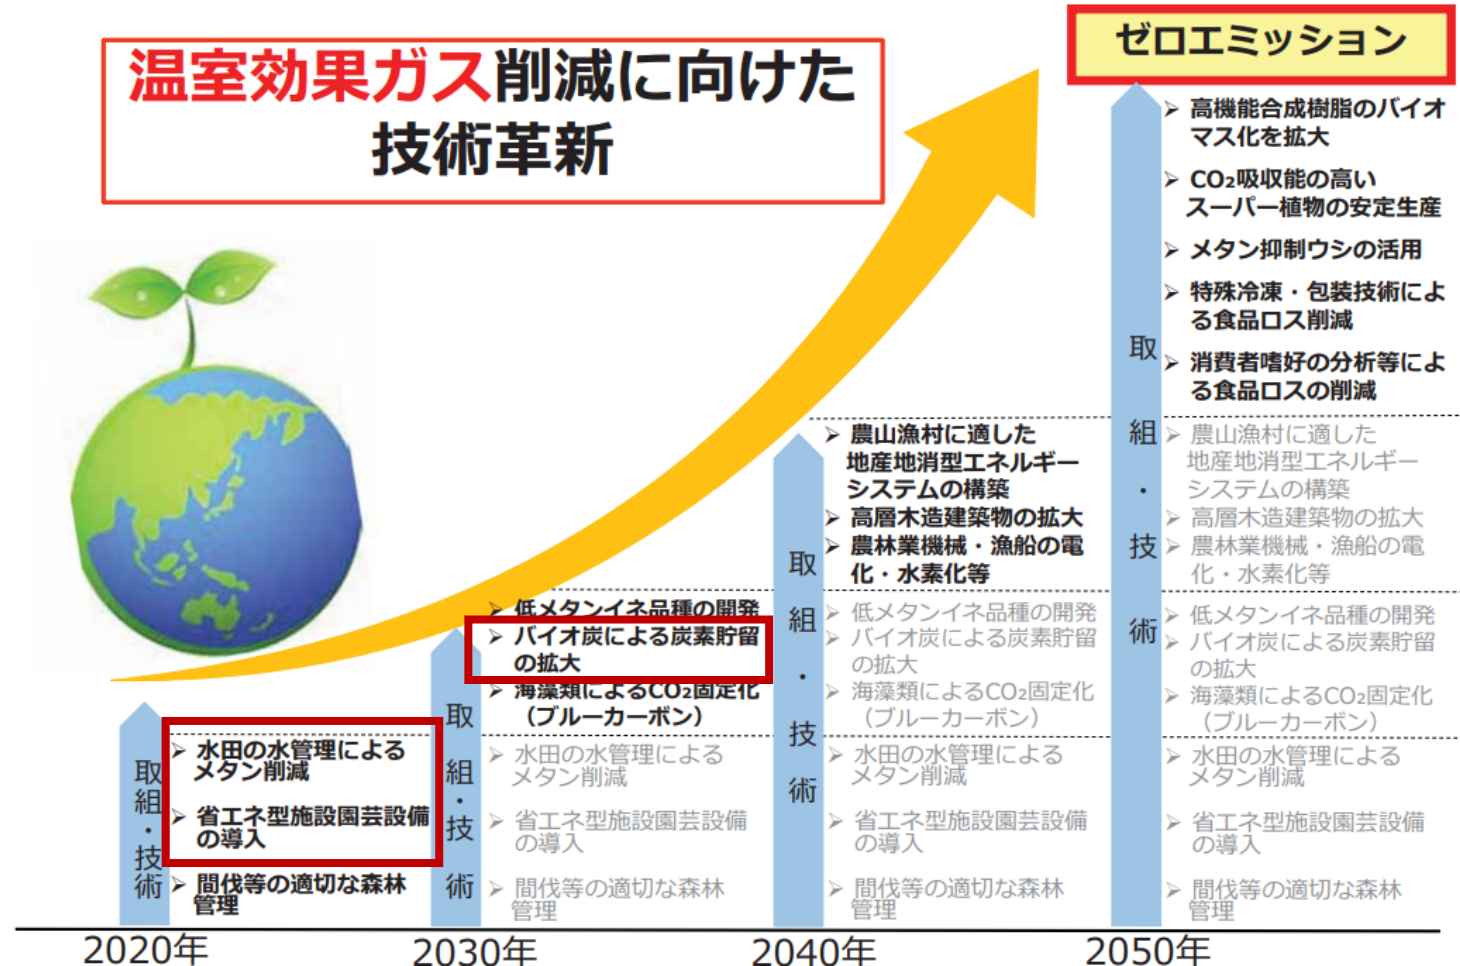 温室効果ガス削減に向けた
技術革新
ゼロエミッション
取組・技術
水田の水管理による
メタン削減
省エネ型施設園芸設備
の導入
間伐等の適切な森林
管理
2020年
取組・技術
低メタンイネ品種の開発
バイオ炭による炭素貯留
の拡大
海藻類によるCO₂固定化
（ブルーカーボン）
水田の水管理による
メタン削減
省エネ型施設園芸設備
の導入
間伐等の適切な森林
管理
2030年
取組・技術
農山漁村に適した
地産地消型エネルギー
システムの構築
高層木造建築物の拡大
農林業機械・漁船の電
化・水素化等
低メタンイネ品種の開発
バイオ炭による炭素貯留
の拡大
海藻類によるCO₂固定化
（ブルーカーボン）
水田の水管理による
メタン削減
省エネ型施設園芸設備
の導入
間伐等の適切な森林
管理
2040年
取組・技術
高機能合成樹脂のバイオ
マス化を拡大
CO₂吸収能の高い
スーパー植物の安定生産
メタン抑制ウシの活用
特殊冷凍・包装技術によ
る食品ロス削減
消費者嗜好の分析等によ
る食品ロスの削減
農山漁村に適した
地産地消型エネルギー
システムの構築
高層木造建築物の拡大
農林業機械・漁船の電
化・水素化等
低メタンイネ品種の開発
バイオ炭による炭素貯留
の拡大
海藻類によるCO₂固定化
（ブルーカーボン）
水田の水管理による
メタン削減
省エネ型施設園芸設備
の導入
間伐等の適切な森林
管理
2050年